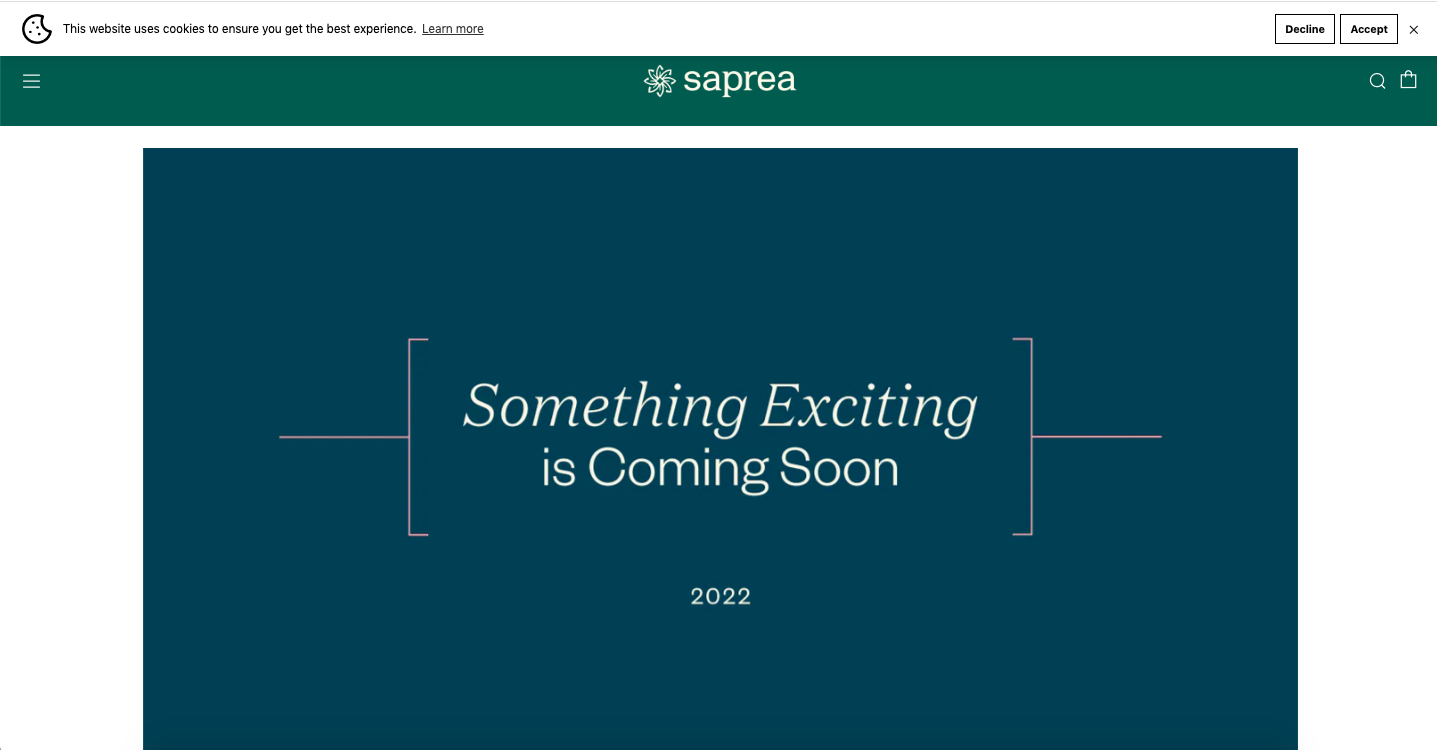 This website uses cookies to ensure you get the best experience. Learn more
Decline
Accept
saprea
Something Exciting
is Coming Soon
2022